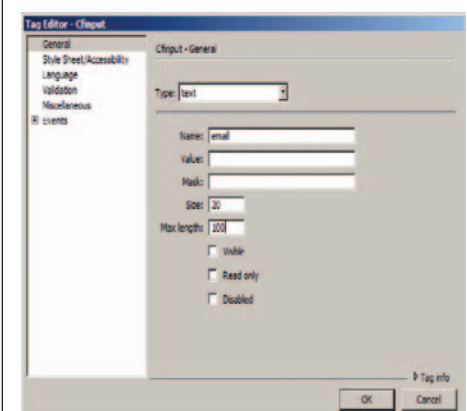 Tag Editor - Cfinput
General
Style Sheet/Accessibility
Language
Validation
Miscellaneous
Events
Cfinput - General
Type: text
Name: email
Value:
Mask:
Size: 20
Max length: 100
Visible
Read only
Disabled
Tag info
OK
Cancel